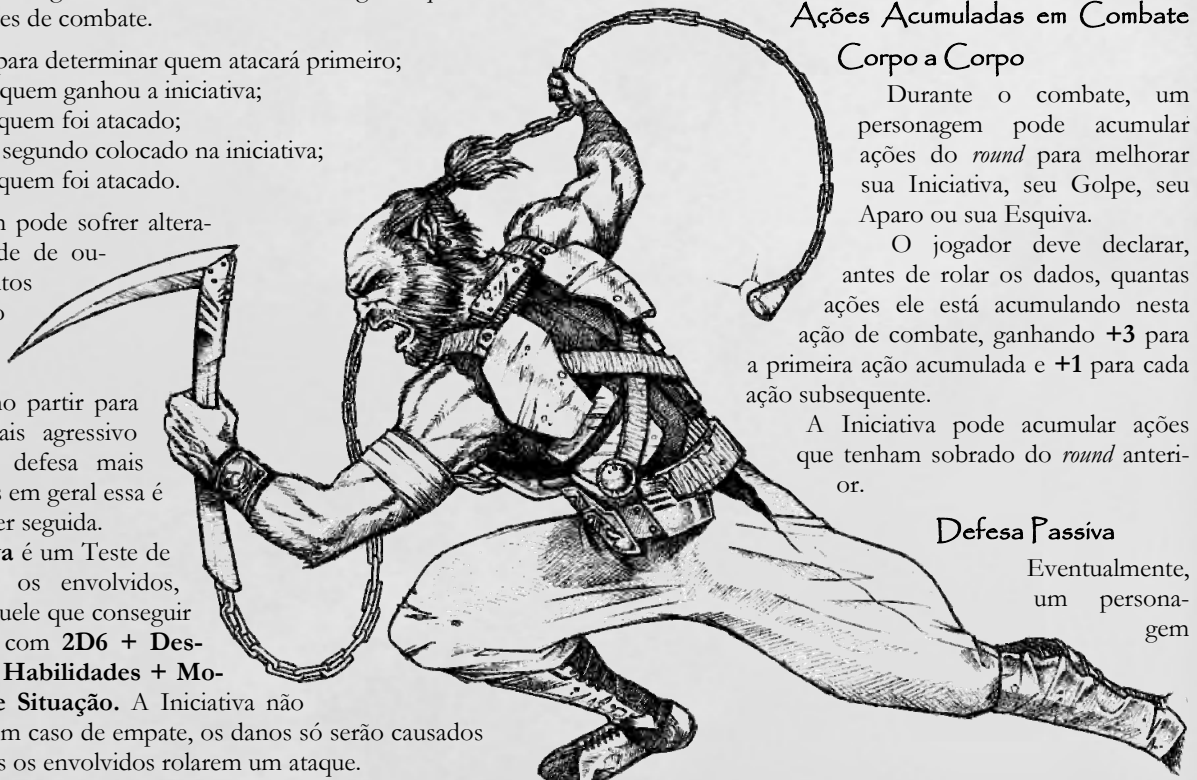 es de combate.
para determinar quem atacará primeiro;
quem ganhou a iniciativa;
quem foi atacado;
segundo colocado na iniciativa;
quem foi atacado.
pode sofrer altera-
de de ou-
tos
o
no partir para
ais agressivo
defesa mais
s em geral essa é
er seguida.
va é um Teste de
os envolvidos,
uele que conseguir
com 2D6 + Des-
Habilidades + Mo-
e Situação. A Iniciativa não
m caso de empate, os danos só serão causados
s os envolvidos rolarem um ataque.
Ações Acumuladas em Combate
Corpo a Corpo
Durante o combate, um
personagem pode acumular
ações do round para melhorar
sua Iniciativa, seu Golpe, seu
Aparo ou sua Esquiva.
O jogador deve declarar,
antes de rolar os dados, quantas
ações ele está acumulando nesta
ação de combate, ganhando +3 para
a primeira ação acumulada e +1 para cada
ação subsequente.
A Iniciativa pode acumular ações
que tenham sobrado do round anteri-
or.
Defesa Passiva
Eventualmente,
um persona-
gem